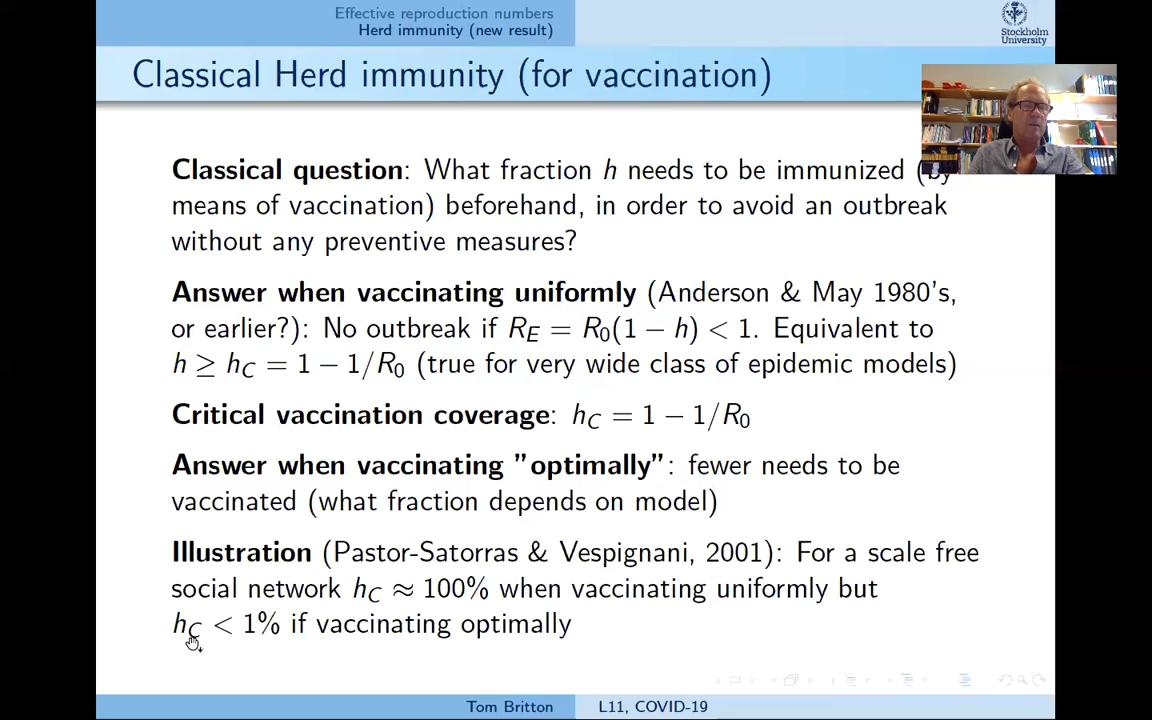 Effective reproduction numbers
Herd immunity (new result)
Stockholm
University
Classical Herd immunity (for vaccination)
Classical question: What fraction h needs to be immunized (by
means of vaccination) beforehand, in order to avoid an outbreak
without any preventive measures?
Answer when vaccinating uniformly (Anderson & May 1980's,
or earlier?): No outbreak if R_E = R_0(1 − h) < 1. Equivalent to
h ≥ h_C = 1 − 1/R_0 (true for very wide class of epidemic models)
Critical vaccination coverage: h_C = 1 − 1/R_0
Answer when vaccinating ”optimally”: fewer needs to be
vaccinated (what fraction depends on model)
Illustration (Pastor-Satorras & Vespignani, 2001): For a scale free
social network h_C ≈ 100% when vaccinating uniformly but
h_C < 1% if vaccinating optimally
Tom Britton L11, COVID-19